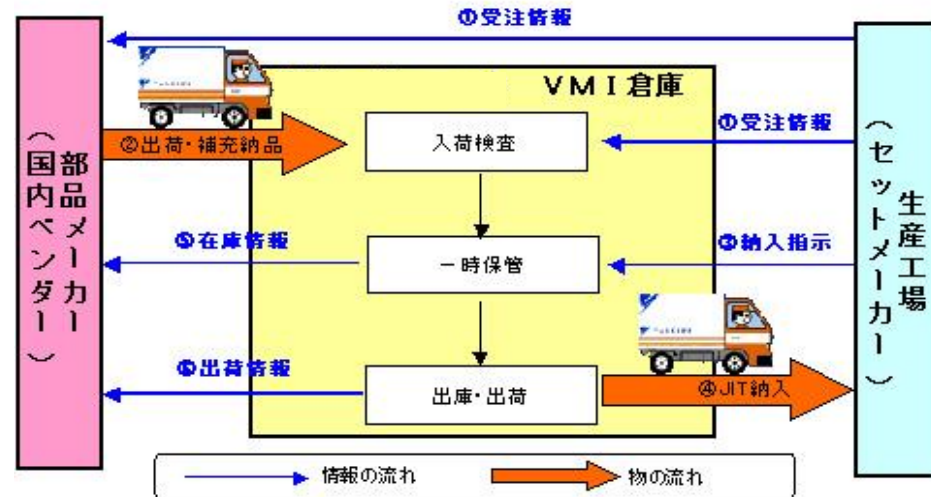 ①受注情報
VMI倉庫
①受注情報
②出荷・補充納品
入荷検査
部品メーカー
（国内ベンダー）
⑤在庫情報
一時保管
③納入指示
生産工場
（セットメーカー）
出庫・出荷
④JIT納入
出荷情報
情報の流れ
物の流れ